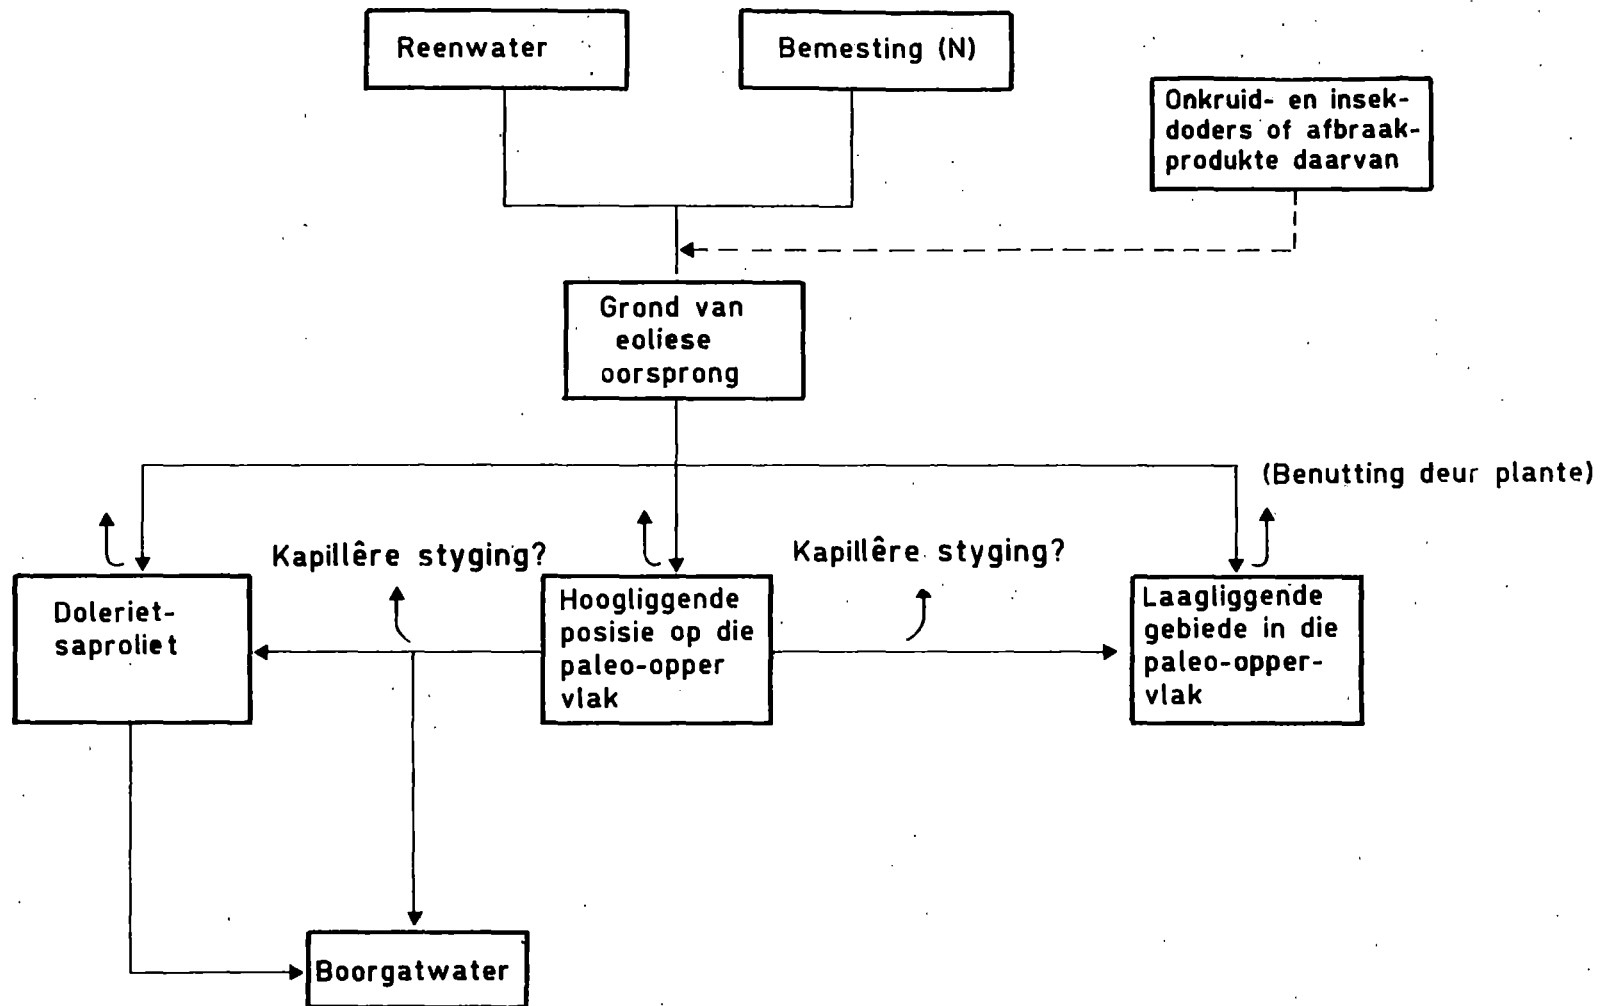 Reenwater
Bemesting (N)
Onkruid- en insek-
doders of afbraak-
produkte daarvan
Grond van
eoliese
oorsprong
(Benutting deur plante)
Kapillêre styging?
Kapillêre styging?
Doleriet-
saproliet
Hoogliggende
posisie op die
paleo-opper
vlak
Laagliggende
gebiede in die
paleo-opper-
vlak
Boorgatwater